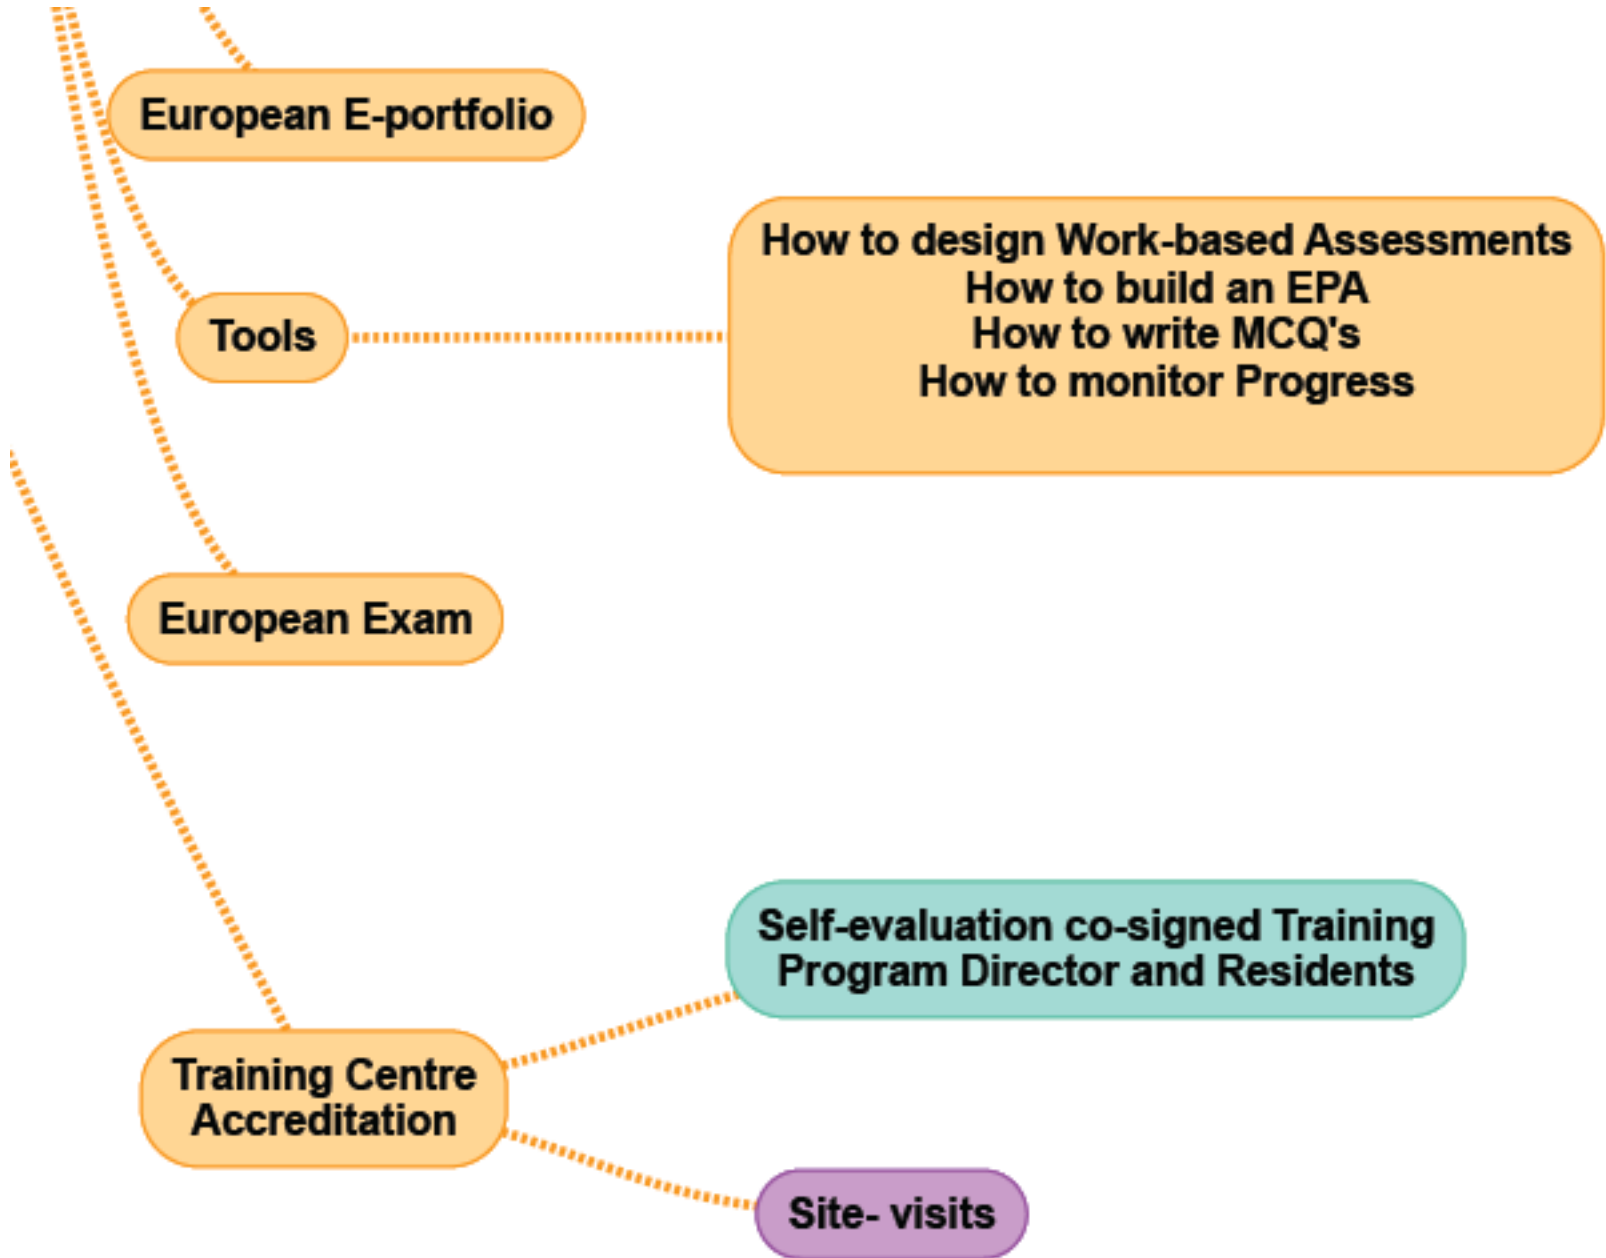 European E-portfolio
How to design Work-based Assessments
How to build an EPA
How to write MCQ's
How to monitor Progress
Tools
European Exam
Self-evaluation co-signed Training
Program Director and Residents
Training Centre
Accreditation
Site- visits